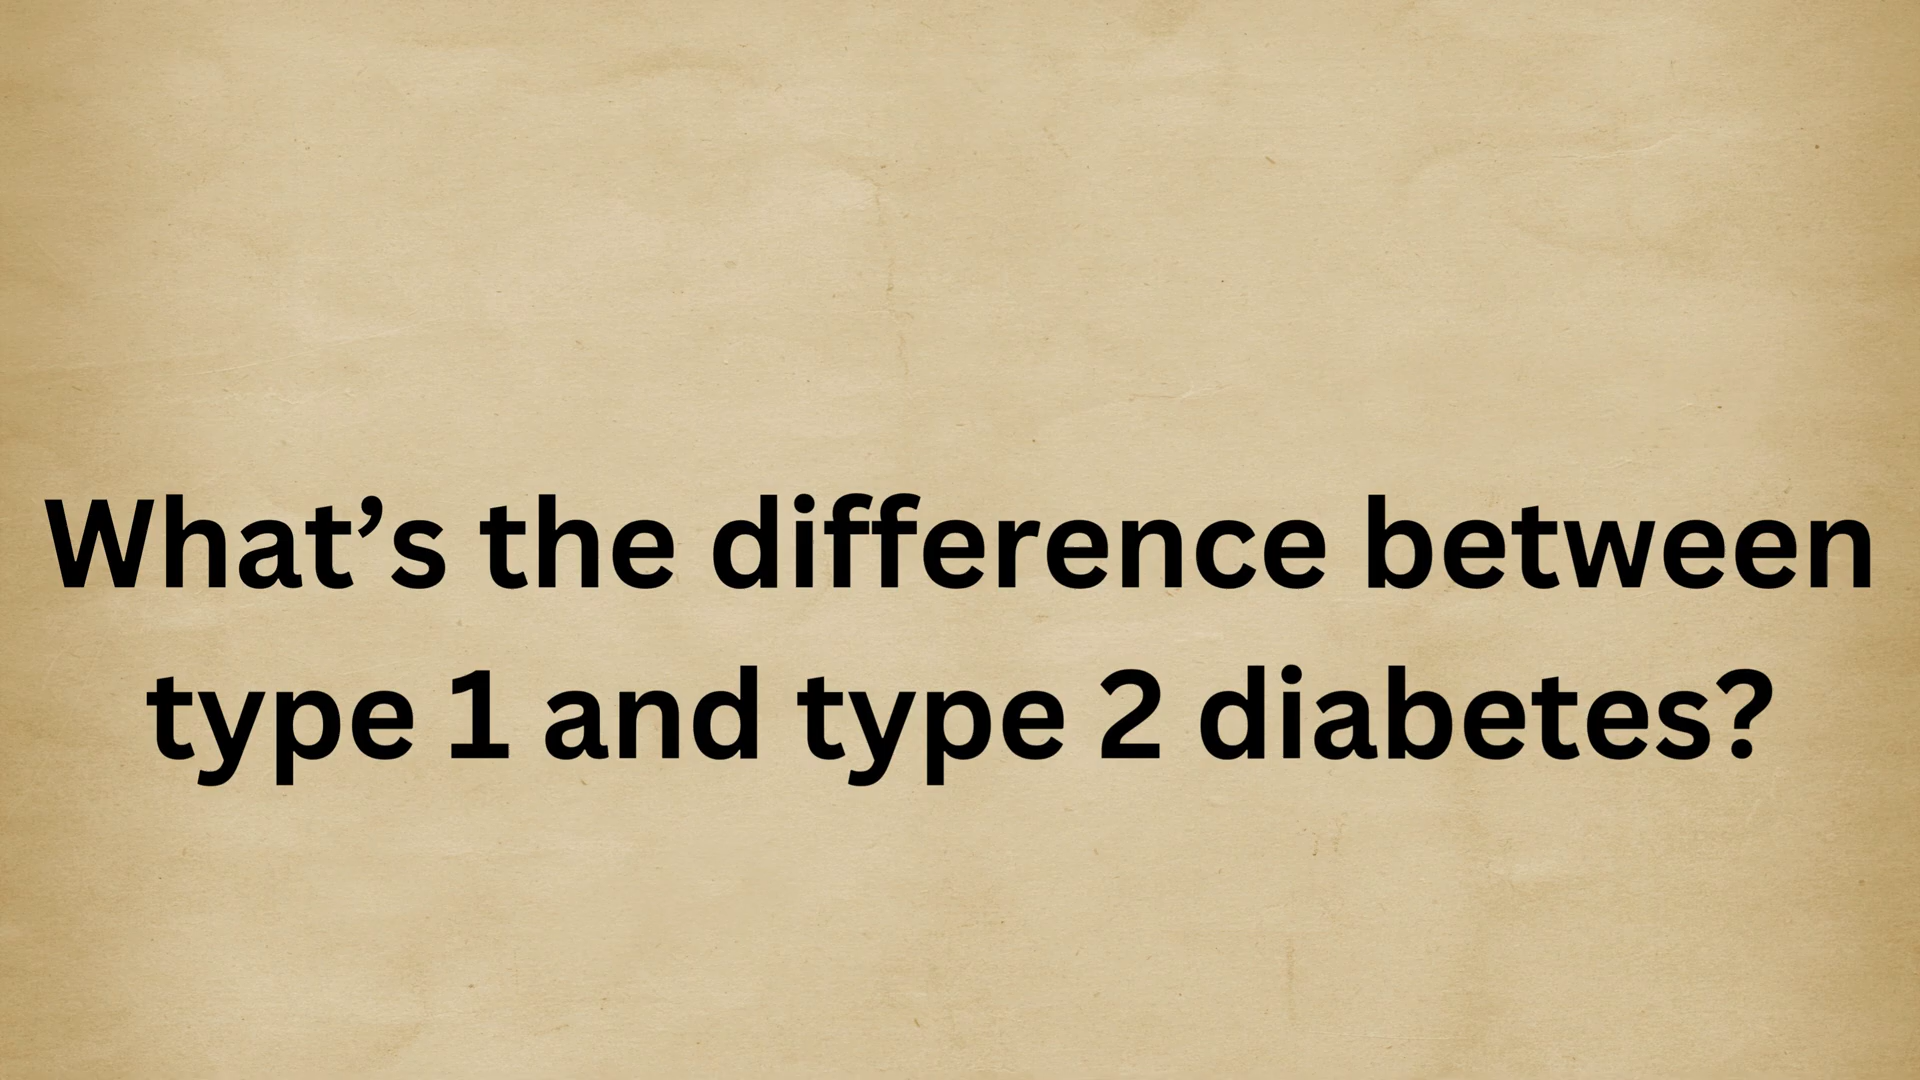 What’s the difference between
type 1 and type 2 diabetes?